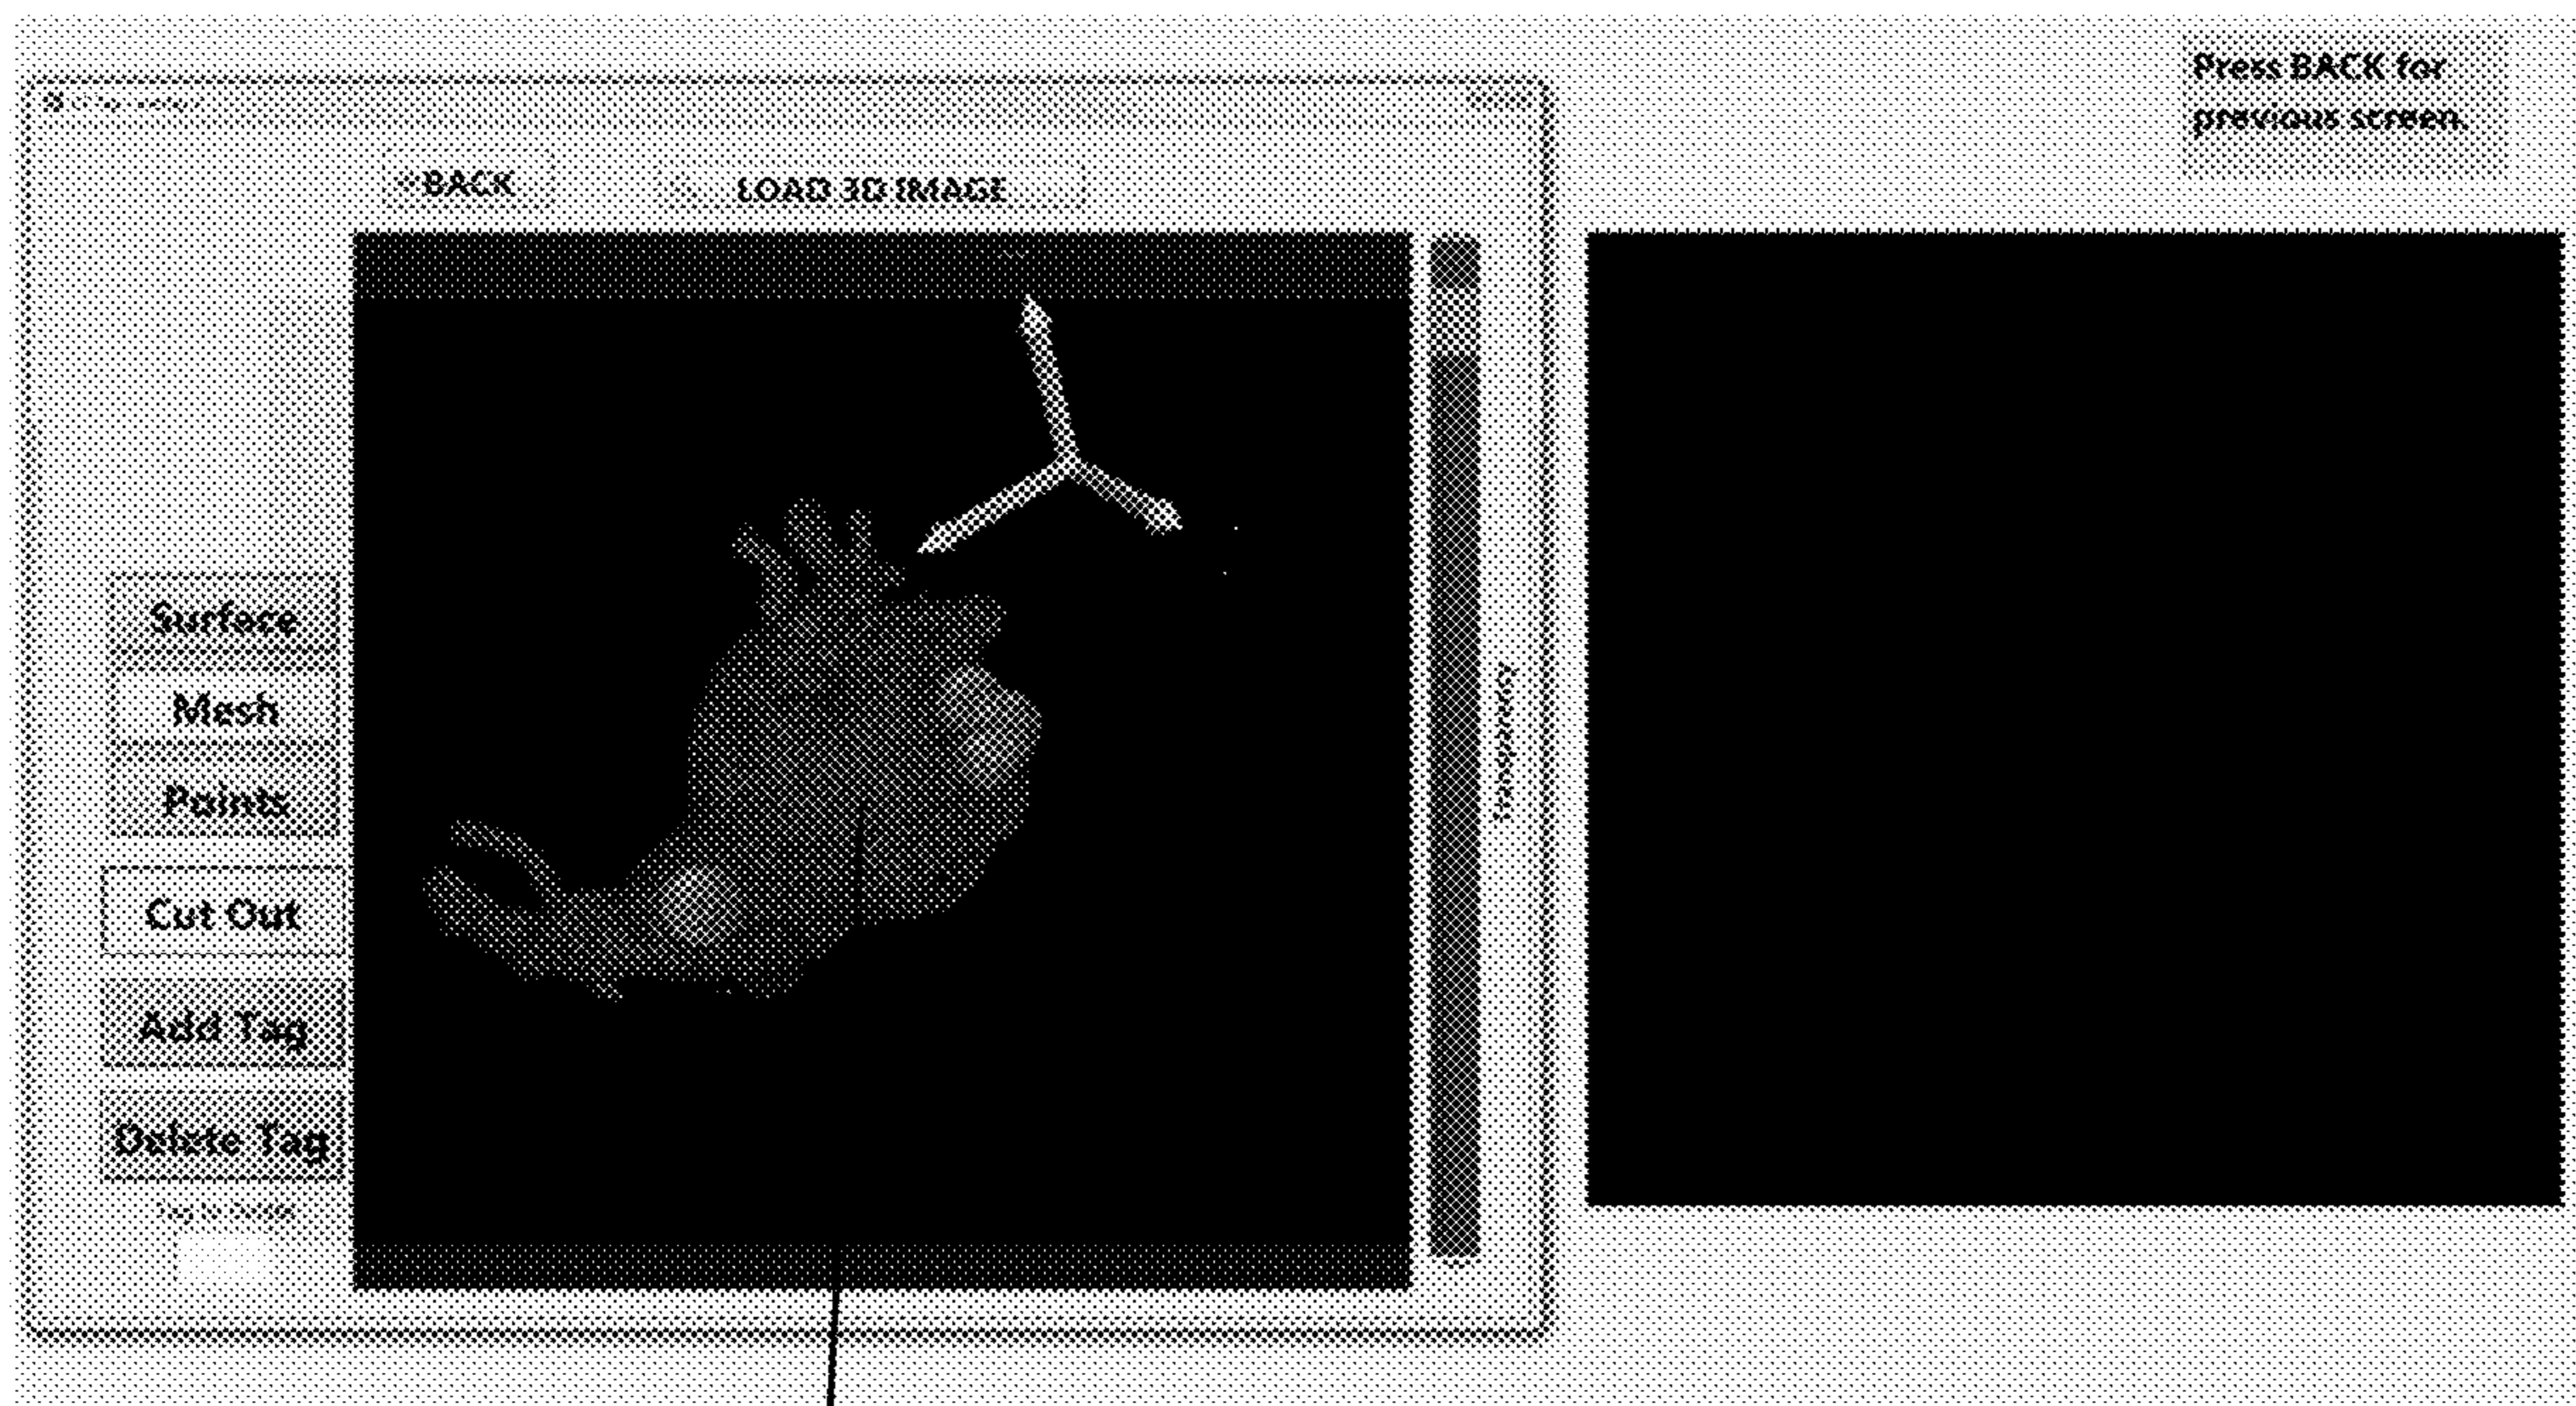 Press BACK for
previous screen.
BACK
LOAD 3D IMAGE
Surface
Mesh
Points
Cut Out
Add Tag
Delete Tag